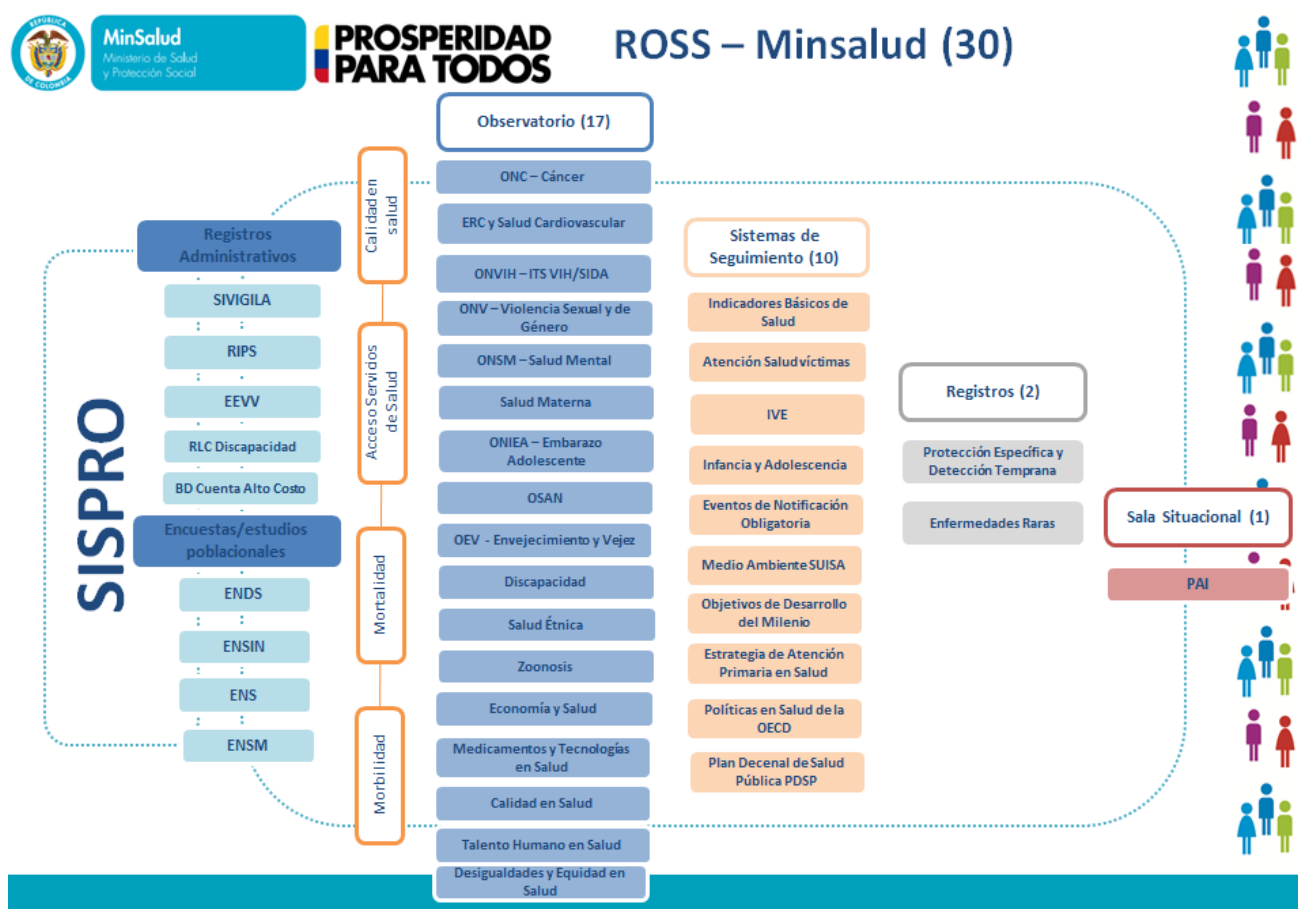 REPÚBLICA
DE COLOMBIA
MinSalud
Ministerio de Salud
y Protección Social
PROSPERIDAD
PARA TODOS
ROSS – Minsalud (30)
SISPRO
Registros
Administrativos
SIVIGILA
RIPS
EEVV
RLC Discapacidad
BD Cuenta Alto Costo
Encuestas/estudios
poblacionales
ENDS
ENSIN
ENS
ENSM
Calidad en
salud
Acceso Servidos
de Salud
Mortalidad
Morbilidad
Observatorio (17)
ONC – Cáncer
ERC y Salud Cardiovascular
ONVIH – ITS VIH/SIDA
ONV – Violencia Sexual y de
Género
ONSM – Salud Mental
Salud Materna
ONIEA – Embarazo
Adolescente
OSAN
OEV - Envejecimiento y Vejez
Discapacidad
Salud Étnica
Zoonosis
Economía y Salud
Medicamentos y Tecnologías
en Salud
Calidad en Salud
Talento Humano en Salud
Desigualdades y Equidad en
Salud
Sistemas de
Seguimiento (10)
Indicadores Básicos de
Salud
Atención Salud víctimas
IVE
Infancia y Adolescencia
Eventos de Notificación
Obligatoria
Medio Ambiente SUISA
Objetivos de Desarrollo
del Milenio
Estrategia de Atención
Primaria en Salud
Políticas en Salud de la
OECD
Plan Decenal de Salud
Pública PDSP
Registros (2)
Protección Específica y
Detección Temprana
Enfermedades Raras
Sala Situacional (1)
PAI